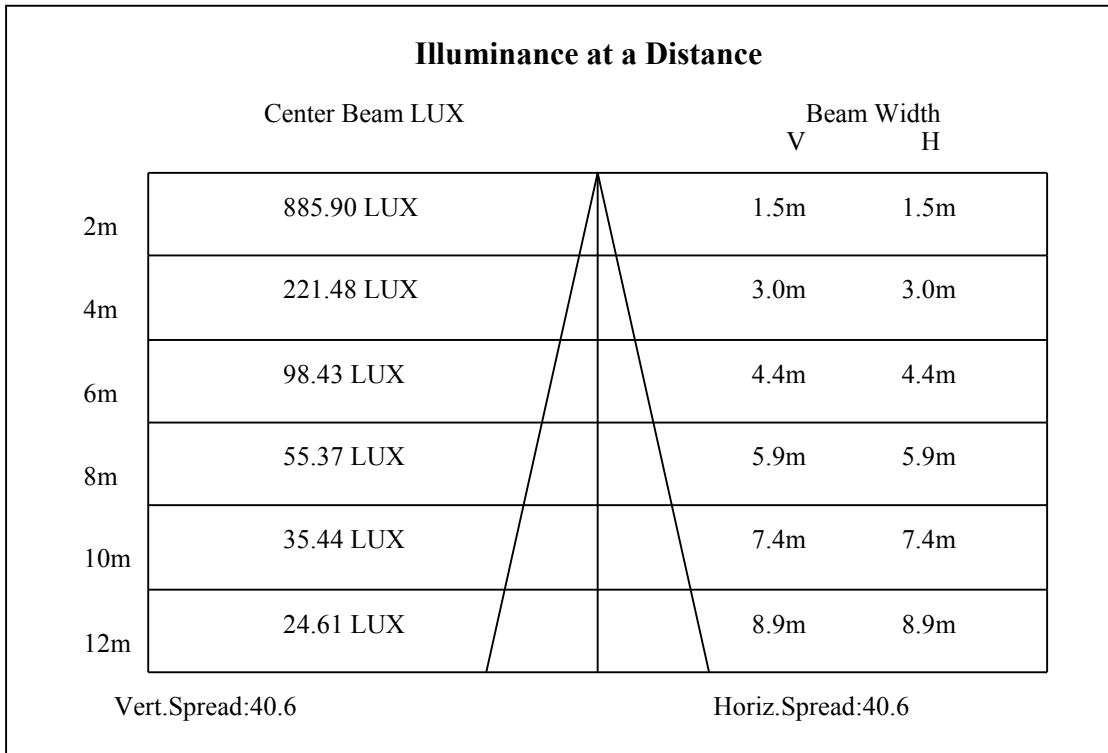 Illuminance at a Distance
Center Beam LUX Beam Width
V H
2m 885.90 LUX 1.5m 1.5m
4m 221.48 LUX 3.0m 3.0m
6m 98.43 LUX 4.4m 4.4m
8m 55.37 LUX 5.9m 5.9m
10m 35.44 LUX 7.4m 7.4m
12m 24.61 LUX 8.9m 8.9m
Vert.Spread:40.6 Horiz.Spread:40.6